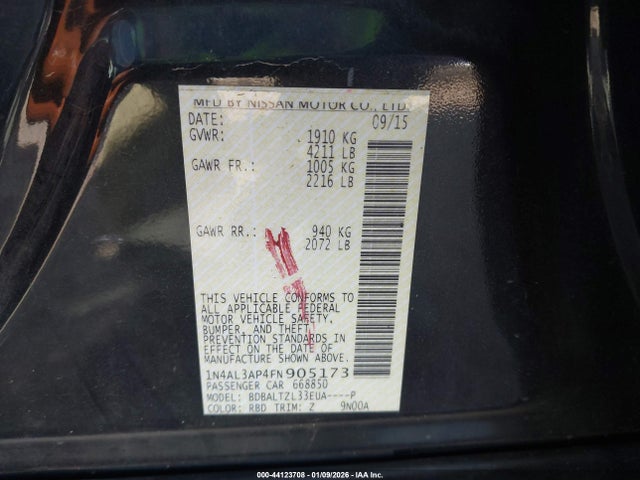 MFD BY NISSAN MOTOR CO., LTD.
DATE: 09/15
GVWR: 1910 KG
4211 LB
GAWR FR.: 1005 KG
2216 LB
GAWR RR.: 940 KG
2072 LB
THIS VEHICLE CONFORMS TO
ALL APPLICABLE FEDERAL
MOTOR VEHICLE SAFETY,
BUMPER, AND THEFT
PREVENTION STANDARDS IN
EFFECT ON THE DATE OF
MANUFACTURE SHOWN ABOVE.
1N4AL3AP4FN905173
PASSENGER CAR 668850
MODEL: BDBALTZL33EUA----P
COLOR: RBD TRIM: Z 9N00A
000-44123708 - 01/09/2026 - © IAA Inc.